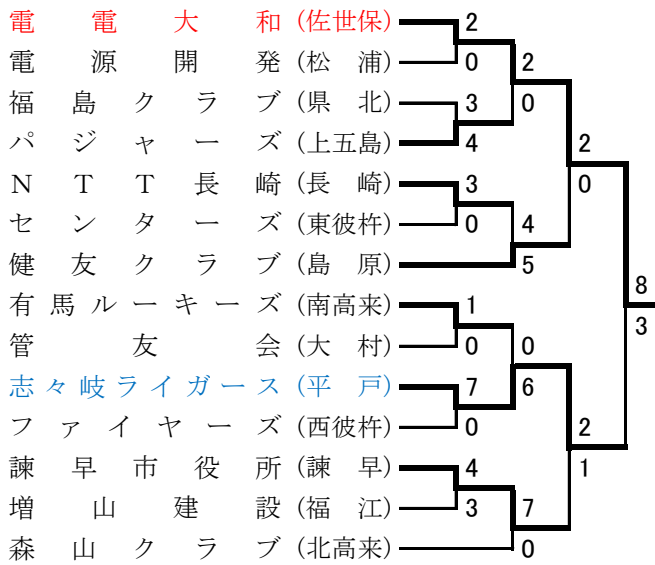 電電大和(佐世保)
電源開発(松浦)
福島クラブ(県北)
パジャーズ(上五島)
NTT長崎(長崎)
センターズ(東彼杵)
健友クラブ(島原)
有馬ルーキーズ(南高来)
管友会(大村)
志々岐ライガース(平戸)
ファイヤーズ(西彼杵)
諫早市役所(諫早)
増山建設(福江)
森山クラブ(北高来)
2
0
3
4
3
0
1
0
7
0
4
3
2
0
4
5
0
6
7
0
2
0
2
1
8
3